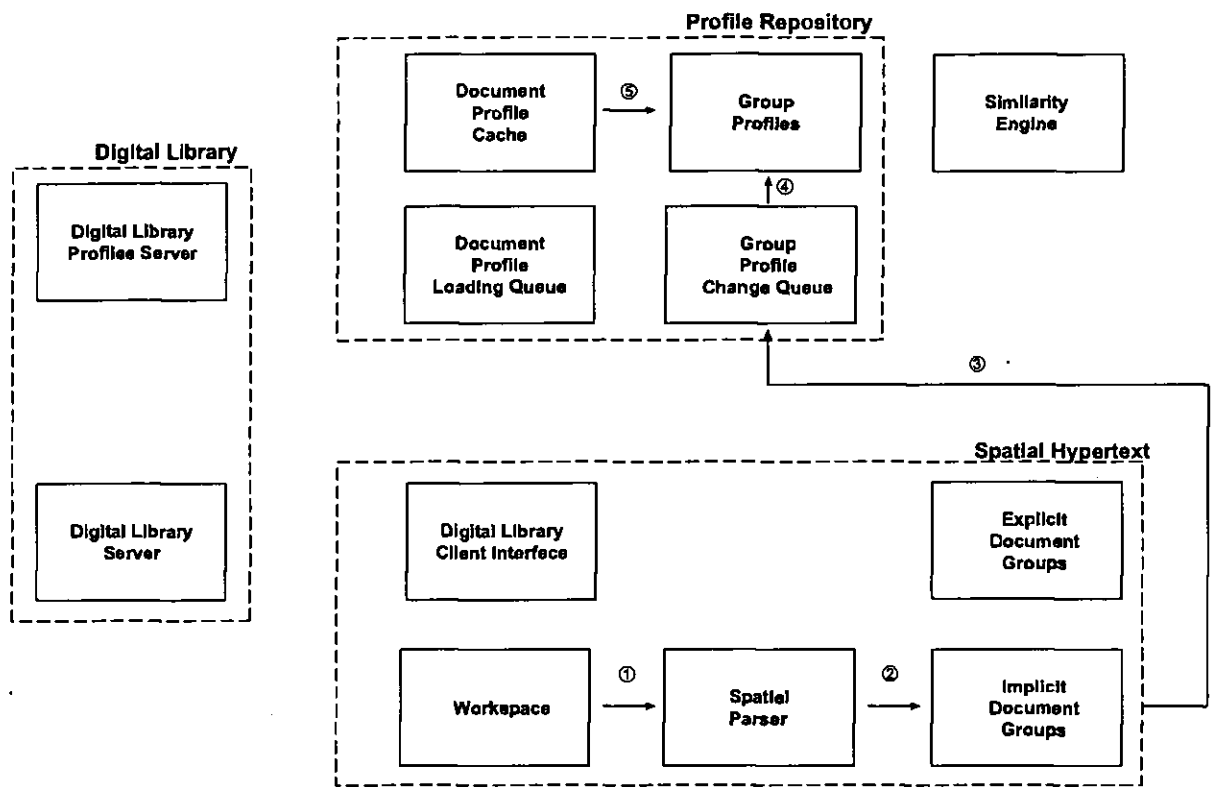 Profile Repository
Document
Profile
Cache
⑤
Group
Profiles
Similarity
Engine
Digital Library
Digital Library
Profiles Server
④
Document
Profile
Loading Queue
Group
Profile
Change Queue
③
Spatial Hypertext
Digital Library
Server
Digital Library
Client Interface
Explicit
Document
Groups
Workspace
①
Spatial
Parser
②
Implicit
Document
Groups